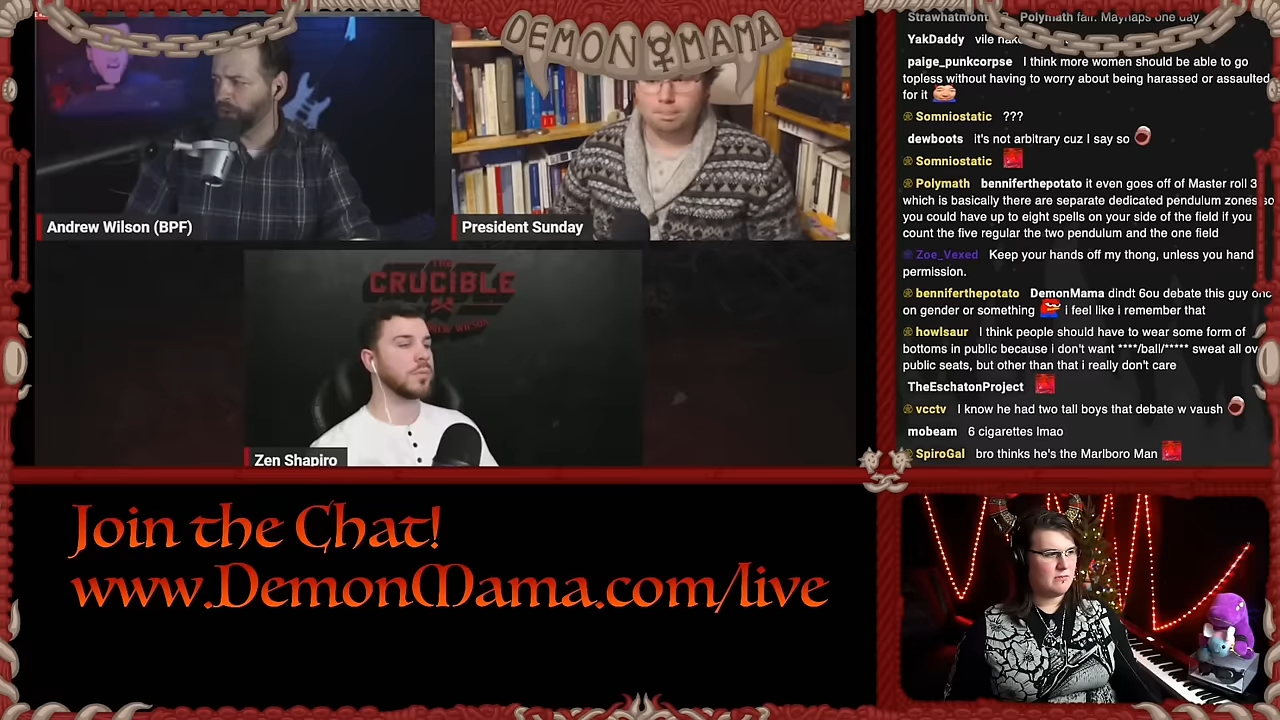 DEMON MAMA
Andrew Wilson (BPF)
President Sunday
THE
CRUCIBLE
WILSON
Zen Shapiro
Join the Chat!
www.DemonMama.com/live
Strawhatmont Polymath fair. Mayhaps one day
YakDaddy vile
paige_punkcorpse I think more women should be able to go
topless without having to worry about being harassed or assaulted
for it
Somniostatic ???
dewboots it's not arbitrary cuz I say so
Somniostatic
Polymath benniferthepotato it even goes off of Master roll 3
which is basically there are separate dedicated pendulum zones so
you could have up to eight spells on your side of the field if you
count the five regular the two pendulum and the one field
Zoe_Vexed Keep your hands off my thing, unless you hand
permission.
benniferthepotato DemonMama dindt 6ou debate this guy onc
on gender or something i feel like i remember that
howlsaur I think people should have to wear some form of
bottoms in public because i don't want ****/ball/***** sweat all ov
public seats, but other than that i really don't care
TheEschatonProject
vcctv I know he had two tall boys that debate w vaush
mobeam 6 cigarettes lmao
SpiroGal bro thinks he's the Marlboro Man